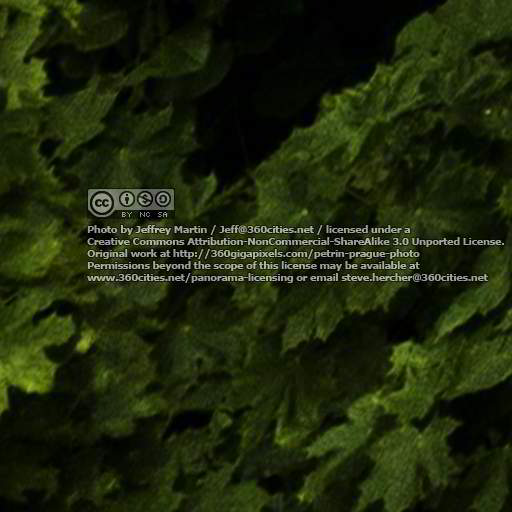 cc
BY NC SA
Photo by Jeffrey Martin / Jeff@360cities.net / licensed under a
Creative Commons Attribution-NonCommercial-ShareAlike 3.0 Unported License.
Original work at http://360gigapixels.com/petrin-prague-photo
Permissions beyond the scope of this license may be available at
www.360cities.net/panorama-licensing or email steve.hercher@360cities.net